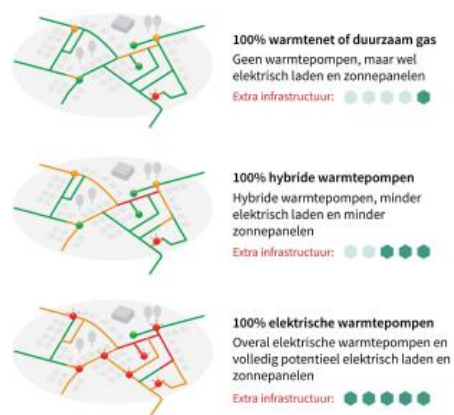 100% warmtenet of duurzaam gas
Geen warmtepompen, maar wel
elektrisch laden en zonnepanelen
Extra infrastructuur:
100% hybride warmtepompen
Hybride warmtepompen, minder
elektrisch laden en minder
zonnepanelen
Extra infrastructuur:
100% elektrische warmtepompen
Overal elektrische warmtepompen en
volledig potentieel elektrisch laden en
zonnepanelen
Extra infrastructuur: